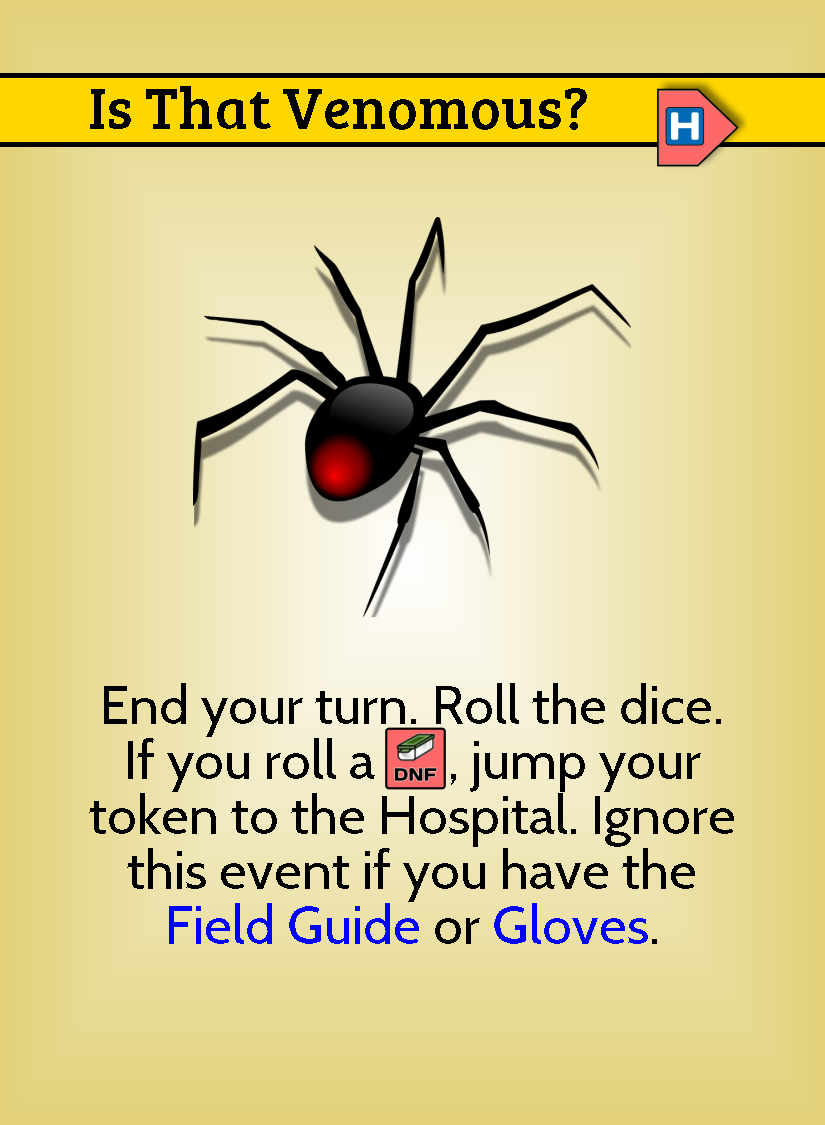 Is That Venomous?
H
End your turn. Roll the dice.
If you roll a DNF, jump your
token to the Hospital. Ignore
this event if you have the
Field Guide or Gloves.